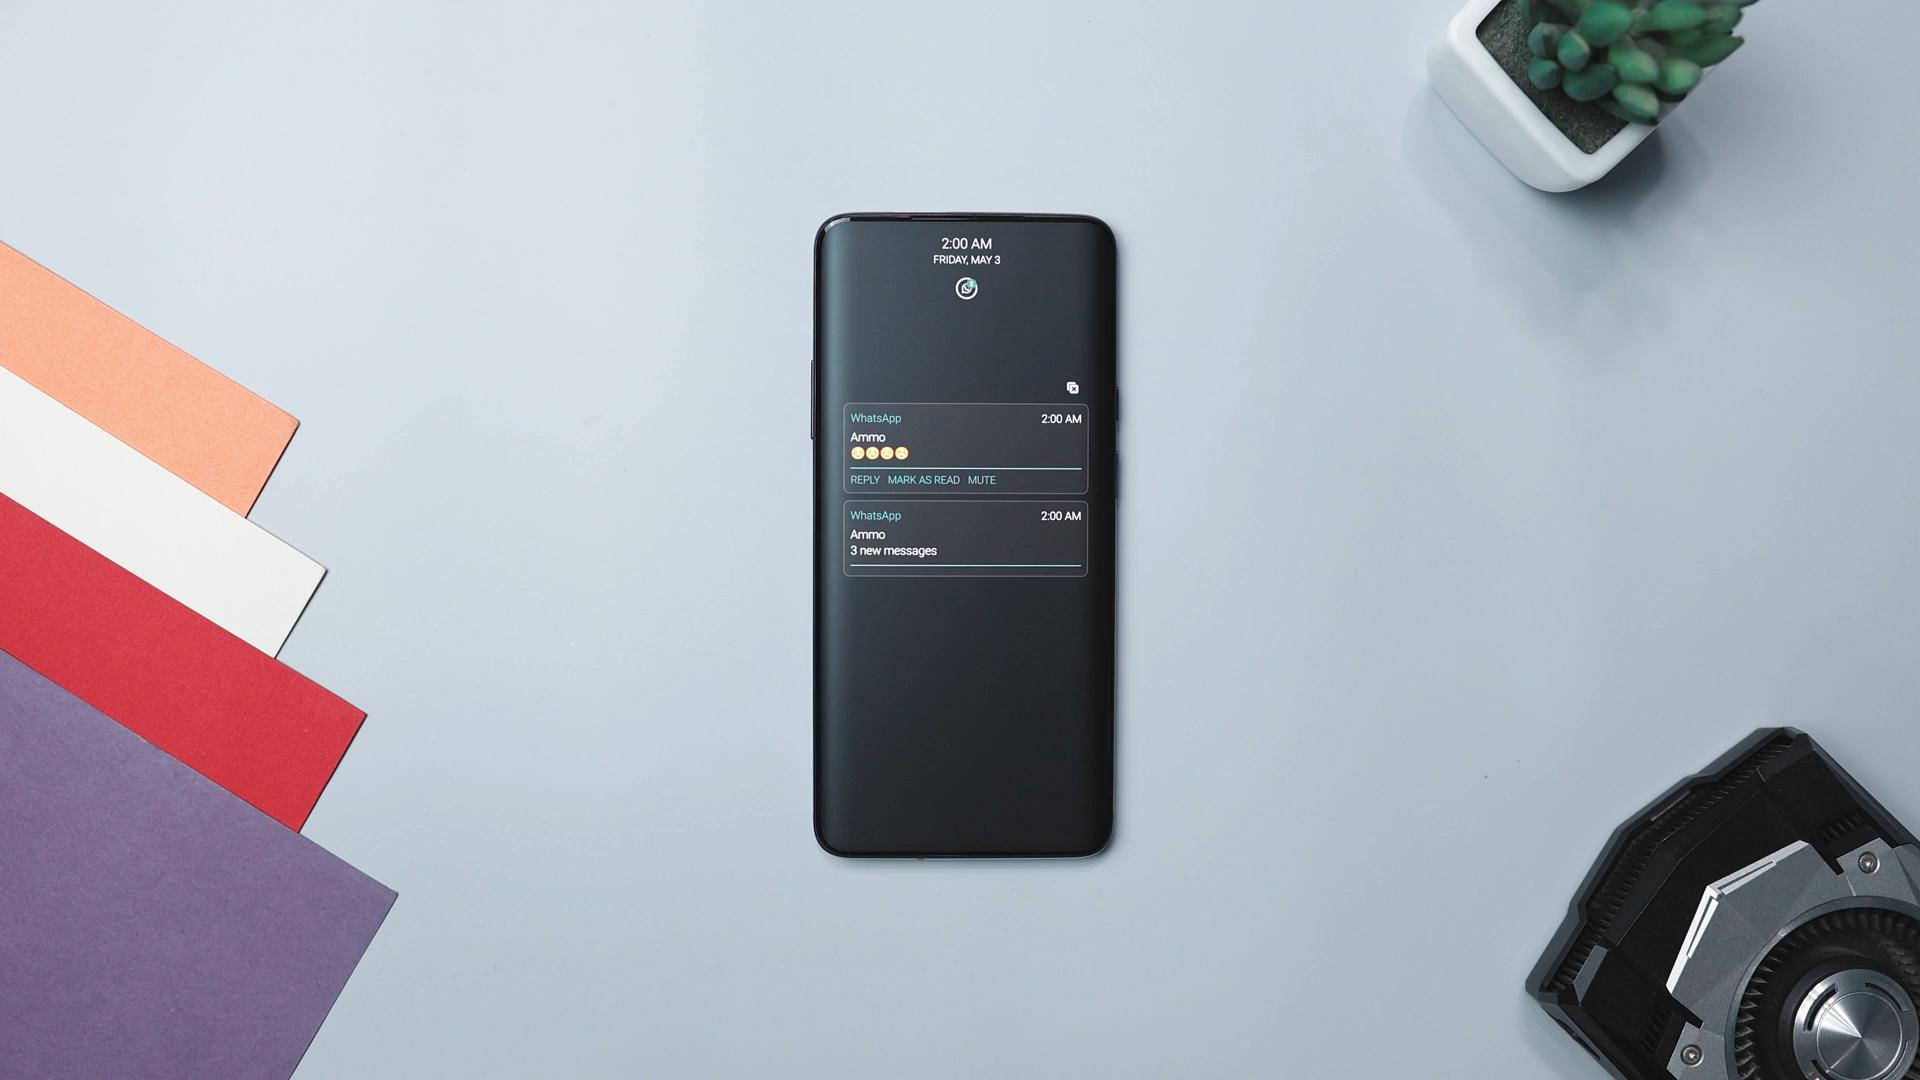 2:00 AM
FRIDAY, MAY 3
WhatsApp 2:00 AM
Ammo
😞😞😞😞
REPLY MARK AS READ MUTE
WhatsApp 2:00 AM
Ammo
3 new messages